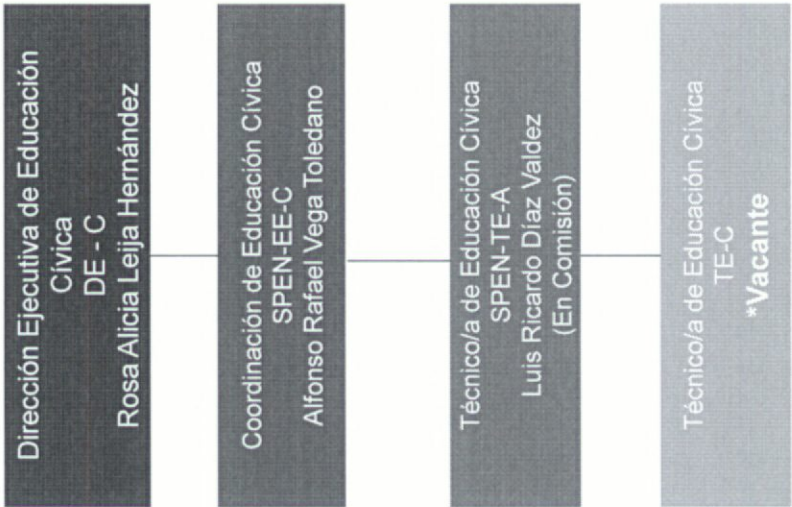 Dirección Ejecutiva de Educación
Cívica
DE - C
Rosa Alicia Leija Hernández
Coordinación de Educación Cívica
SPEN-EE-C
Alfonso Rafael Vega Toledano
Técnico/a de Educación Cívica
SPEN-TE-A
Luis Ricardo Díaz Valdez
(En Comisión)
Técnico/a de Educación Cívica
TE-C
*Vacante